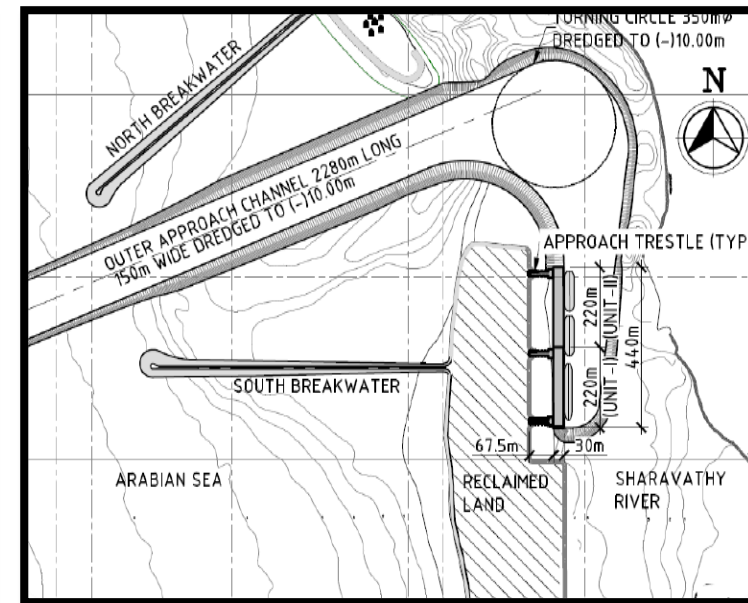 TURNING CIRCLE 350mø
DREDGED TO (-)10.00m
N
NORTH BREAKWATER
OUTER APPROACH CHANNEL 2280m LONG
150m WIDE DREDGED TO (-)10.00m
APPROACH TRESTLE (TYP
220m
(UNIT-II)
440m
220m
(UNIT-I)
SOUTH BREAKWATER
67.5m
30m
ARABIAN SEA
RECLAIMED
LAND
SHARAVATHY
RIVER